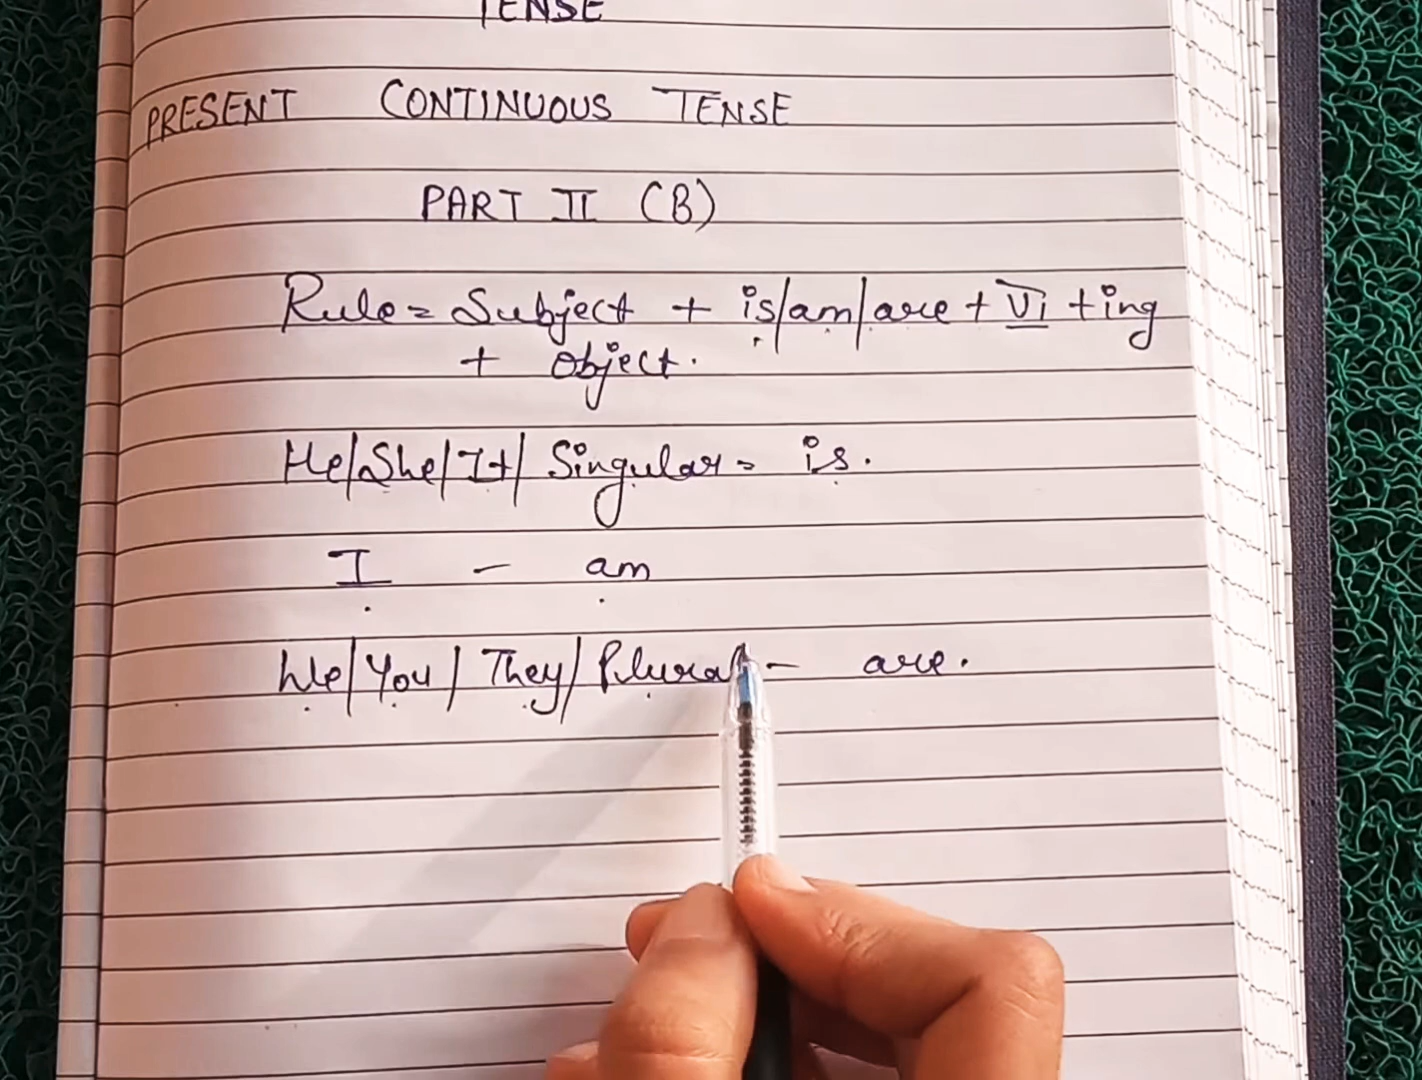 TENSE
PRESENT CONTINUOUS TENSE
PART II (B)
Rule = Subject + is/am/are + V1 + ing
+ object.
He/She/It/ Singular = is.
I - am
We/You/They/Plural - are.